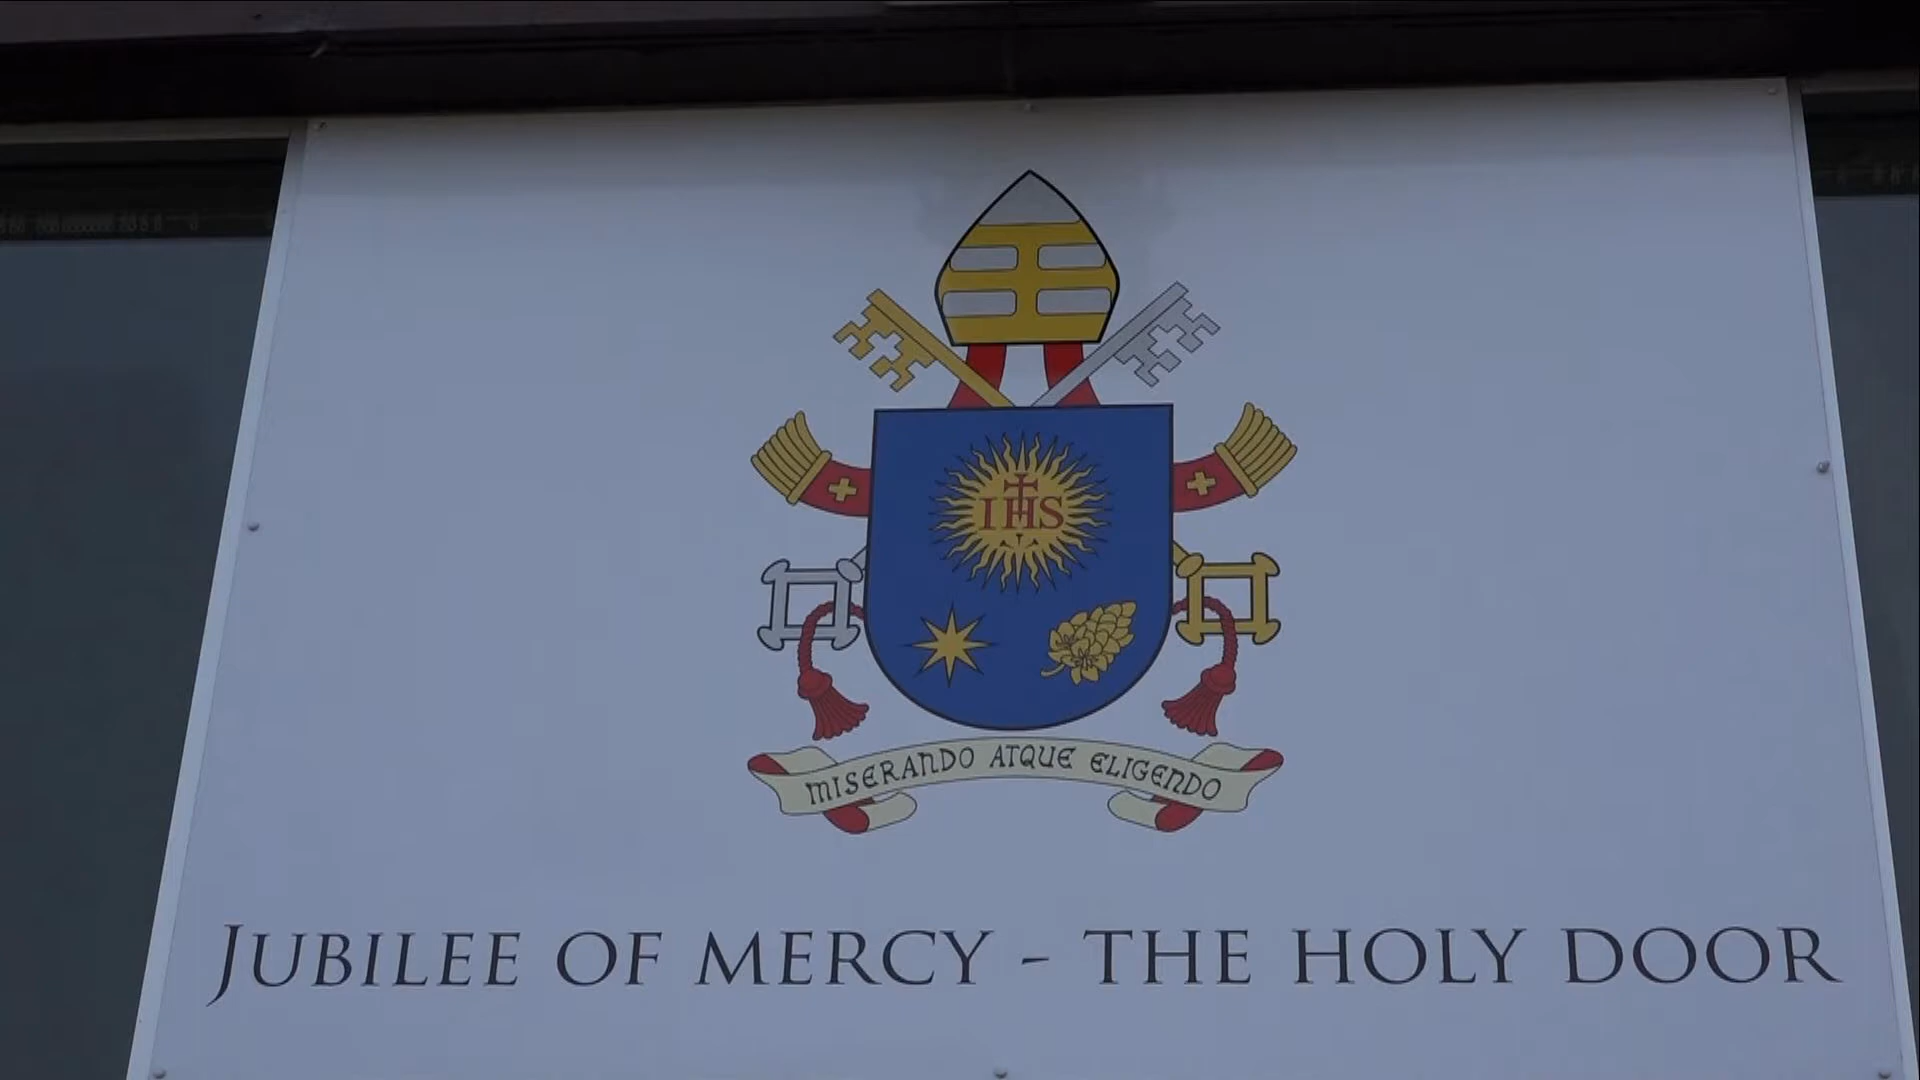 IHS
MISERANDO ATQUE ELIGENDO
JUBILEE OF MERCY - THE HOLY DOOR